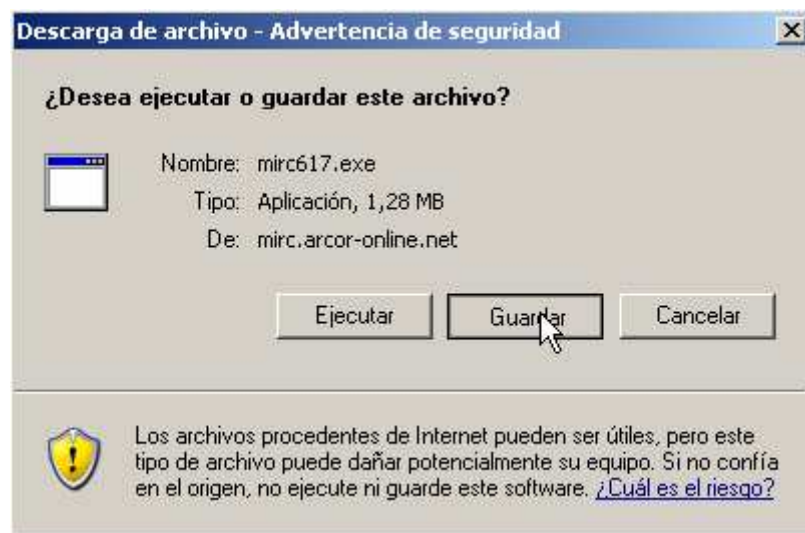 Descarga de archivo - Advertencia de seguridad
¿Desea ejecutar o guardar este archivo?
Nombre: mirc617.exe
Tipo: Aplicación, 1,28 MB
De: mirc.arcor-online.net
Ejecutar Guardar Cancelar
Los archivos procedentes de Internet pueden ser útiles, pero este
tipo de archivo puede dañar potencialmente su equipo. Si no confía
en el origen, no ejecute ni guarde este software. ¿Cuál es el riesgo?